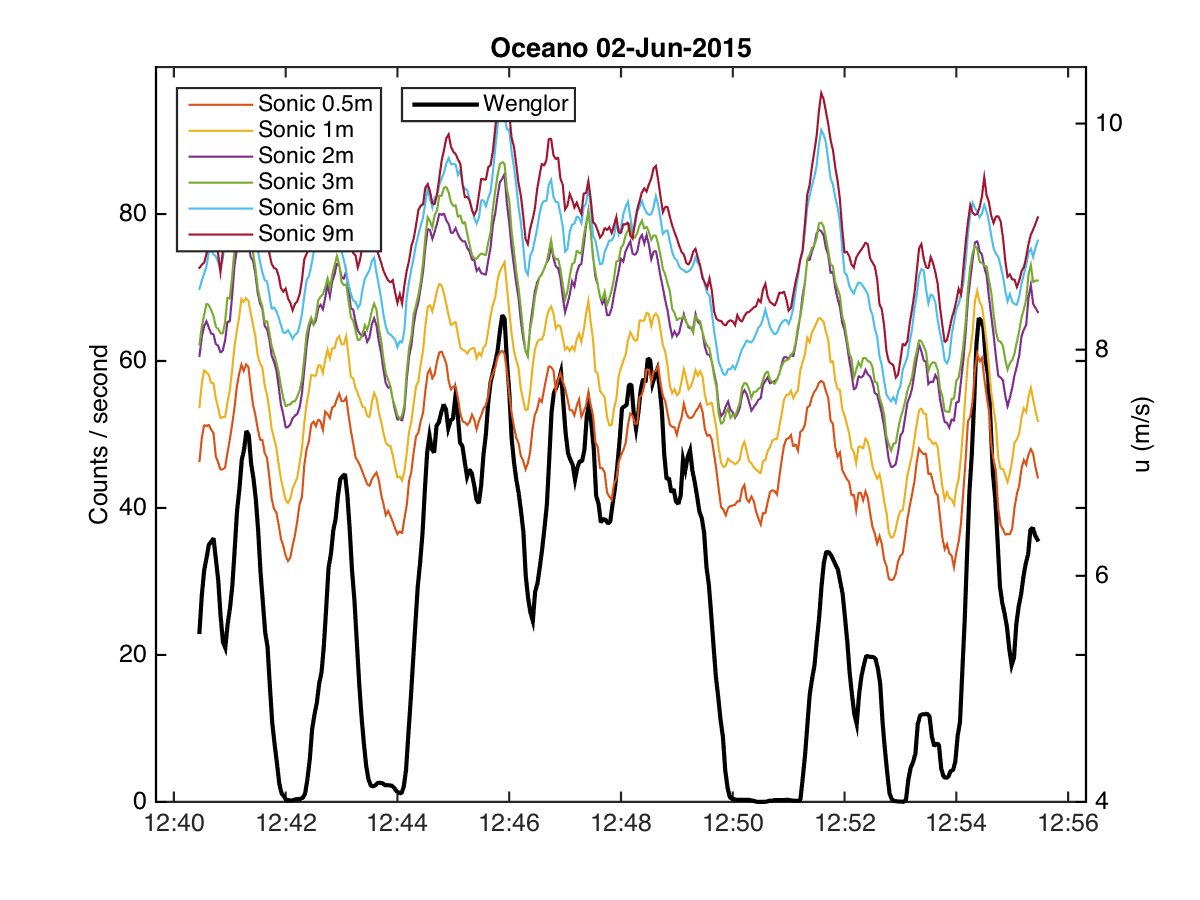 Oceano 02-Jun-2015
Sonic 0.5m
Sonic 1m
Sonic 2m
Sonic 3m
Sonic 6m
Sonic 9m
Wenglor
Counts / second
80
60
40
20
0
10
8
6
4
u (m/s)
12:40 12:42 12:44 12:46 12:48 12:50 12:52 12:54 12:56